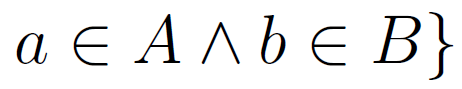 a ∈ A ∧ b ∈ B}